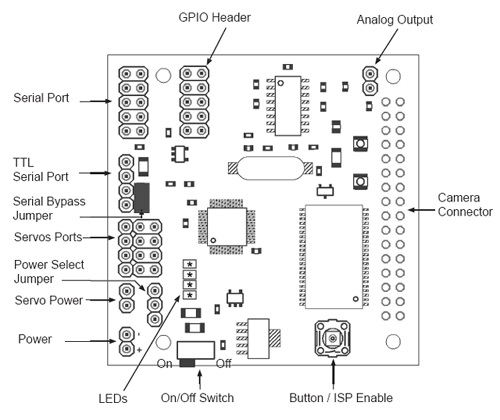 GPIO Header
Analog Output
Serial Port
TTL
Serial Port
Serial Bypass
Jumper
Servos Ports
Power Select
Jumper
Servo Power
Power
-
+
Camera
Connector
* * * *
On
Off
LEDs
On/Off Switch
Button / ISP Enable